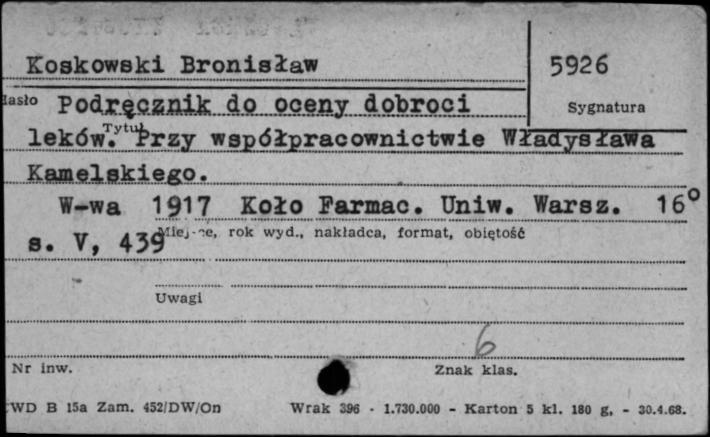 Koskowski Bronisław 5926
Hasło Podręcznik do oceny dobroci Sygnatura
leków. Tytuł Przy współpracownictwie Władysława
Kamelskiego.
W-wa 1917 Koło Farmac. Uniw. Warsz. 16°
s. V, 439 Miejsce, rok wyd., nakładca, format, objętość
Uwagi
6
Nr inw. Znak klas.
CWD B 15a Zam. 452/DW/On Wrak 396 - 1.730.000 - Karton 5 kl. 180 g, - 30.4.68.